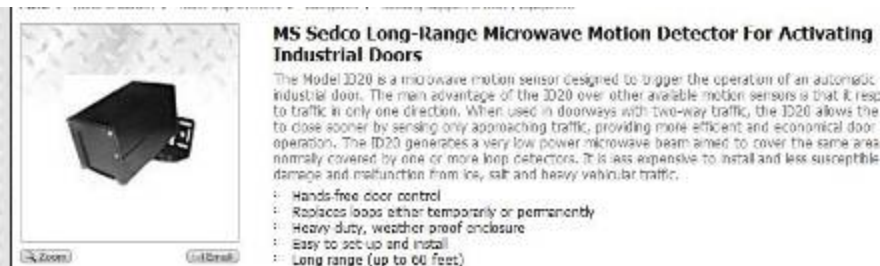 MS Sedco Long-Range Microwave Motion Detector For Activating
Industrial Doors
The Model ID20 is a microwave motion sensor designed to trigger the operation of an automatic
industrial door. The main advantage of the ID20 over other available motion sensors is that it resp
to traffic in only one direction. When used in doorways with two-way traffic, the ID20 allows the
to close sooner by sensing only approaching traffic, providing more efficient and economical door
operation. The ID20 generates a very low power microwave beam aimed to cover the same area
normally covered by one or more loop detectors. It is less expensive to install and less susceptible
damage and malfunction from ice, salt and heavy vehicular traffic.
Hands-free door control
Replaces loops either temporarily or permanently
Heavy duty, weather proof enclosure
Easy to set up and install
Long range (up to 60 feet)
Zoom
Email